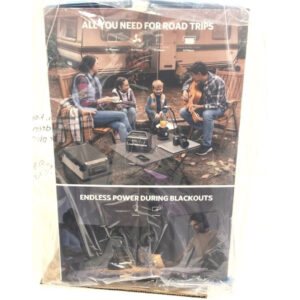 ALL YOU NEED FOR ROAD TRIPS
ENDLESS POWER DURING BLACKOUTS